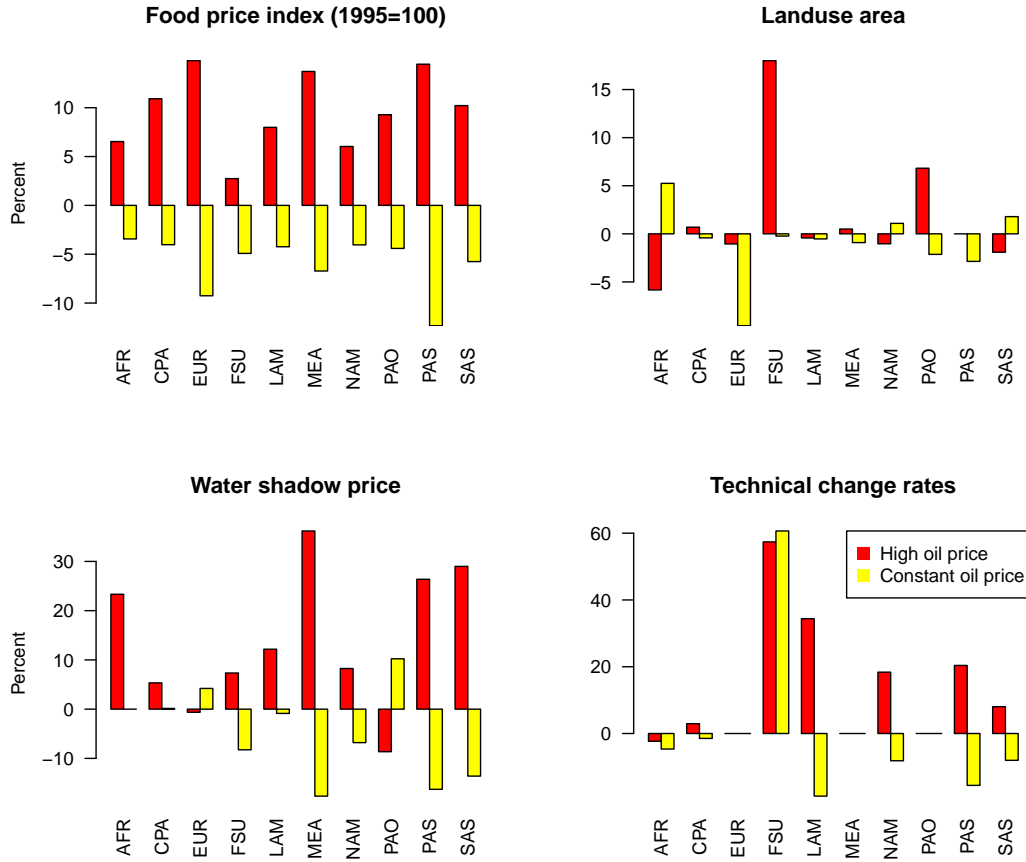 Food price index (1995=100)
Percent
10
5
0
−5
−10
AFR
CPA
EUR
FSU
LAM
MEA
NAM
PAO
PAS
SAS
Landuse area
15
10
5
0
−5
AFR
CPA
EUR
FSU
LAM
MEA
NAM
PAO
PAS
SAS
Water shadow price
Percent
30
20
10
0
−10
AFR
CPA
EUR
FSU
LAM
MEA
NAM
PAO
PAS
SAS
Technical change rates
60
40
20
0
High oil price
Constant oil price
AFR
CPA
EUR
FSU
LAM
MEA
NAM
PAO
PAS
SAS